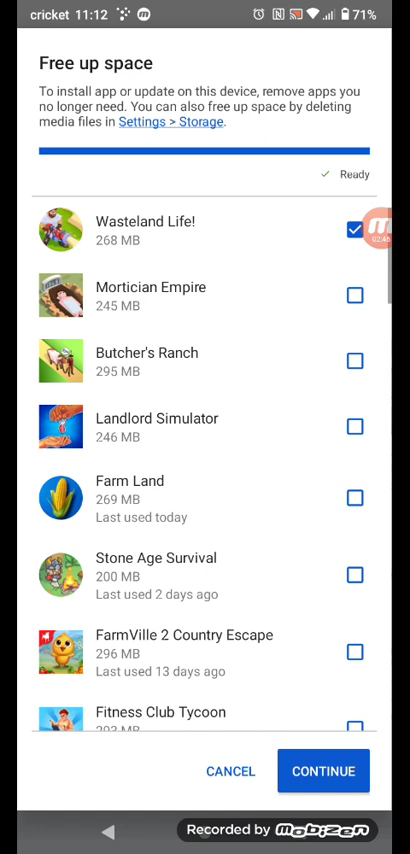 cricket 11:12 71%
Free up space
To install app or update on this device, remove apps you
no longer need. You can also free up space by deleting
media files in Settings > Storage.
Ready
Wasteland Life!
268 MB
02:45
Mortician Empire
245 MB
Butcher's Ranch
295 MB
Landlord Simulator
246 MB
Farm Land
269 MB
Last used today
Stone Age Survival
200 MB
Last used 2 days ago
FarmVille 2 Country Escape
296 MB
Last used 13 days ago
Fitness Club Tycoon
CANCEL CONTINUE
Recorded by mobizen